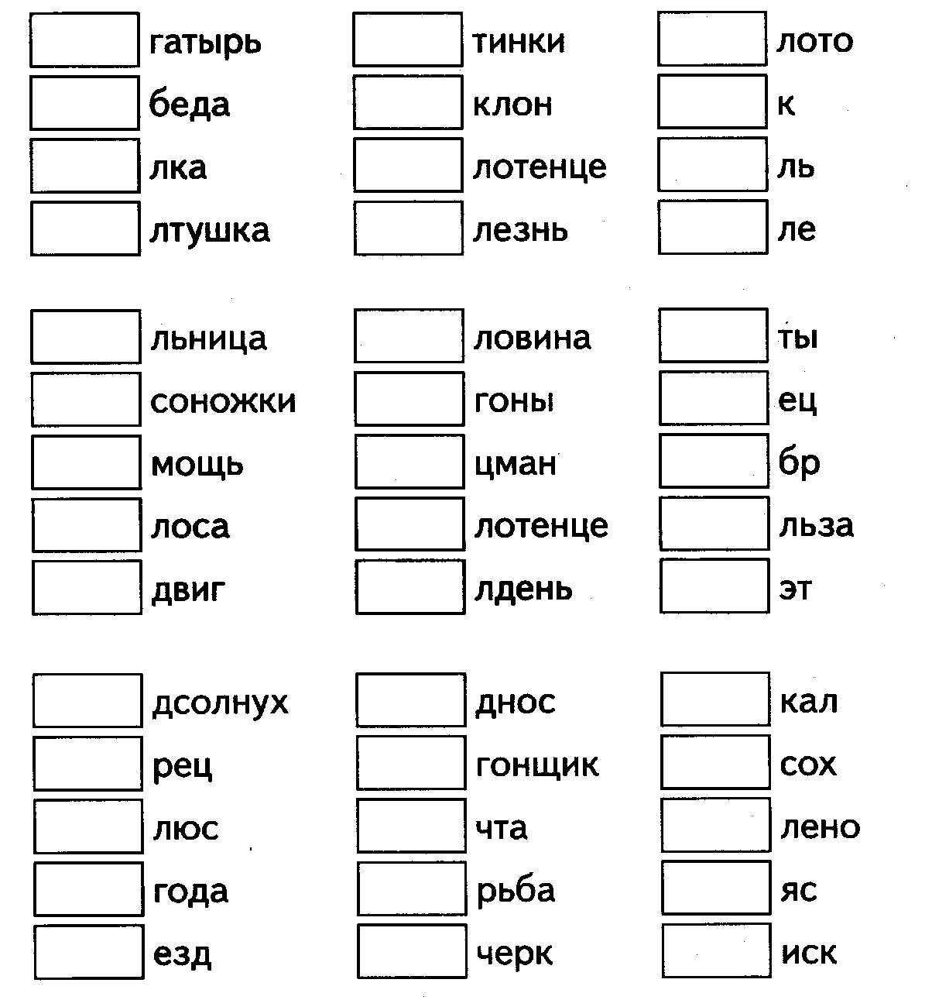 гатырь тинки лото
беда клон к
лка лотенце ль
лтушка лезнь ле
льница ловина ты
соножки гоны ец
мощь цман бр
лоса лотенце льза
двиг лдень эт
дсолнух днос кал
рец гонщик сох
люс чта лено
года рьба яс
езд черк иск